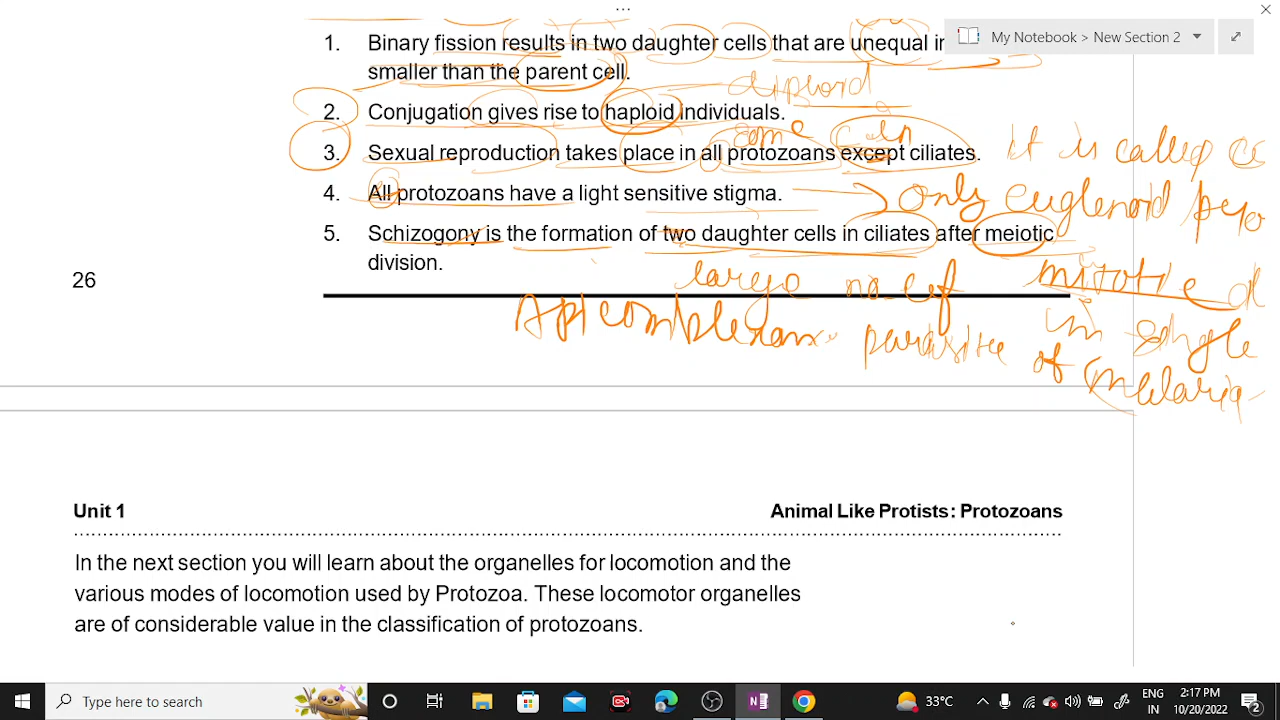 My Notebook > New Section 2
1. Binary fission results in two daughter cells that are unequal in
smaller than the parent cell.
diploid
2. Conjugation gives rise to haploid individuals.
some in
3. Sexual reproduction takes place in all protozoans except ciliates. It is called
4. All protozoans have a light sensitive stigma. only euglenoid
5. Schizogony is the formation of two daughter cells in ciliates after meiotic
division.
large no of mitotic
26
Apicomplexan parasite of malaria
in single
Unit 1 Animal Like Protists: Protozoans
In the next section you will learn about the organelles for locomotion and the
various modes of locomotion used by Protozoa. These locomotor organelles
are of considerable value in the classification of protozoans.
Type here to search
33°C
ENG
IN
2:17 PM
10/20/2022
2